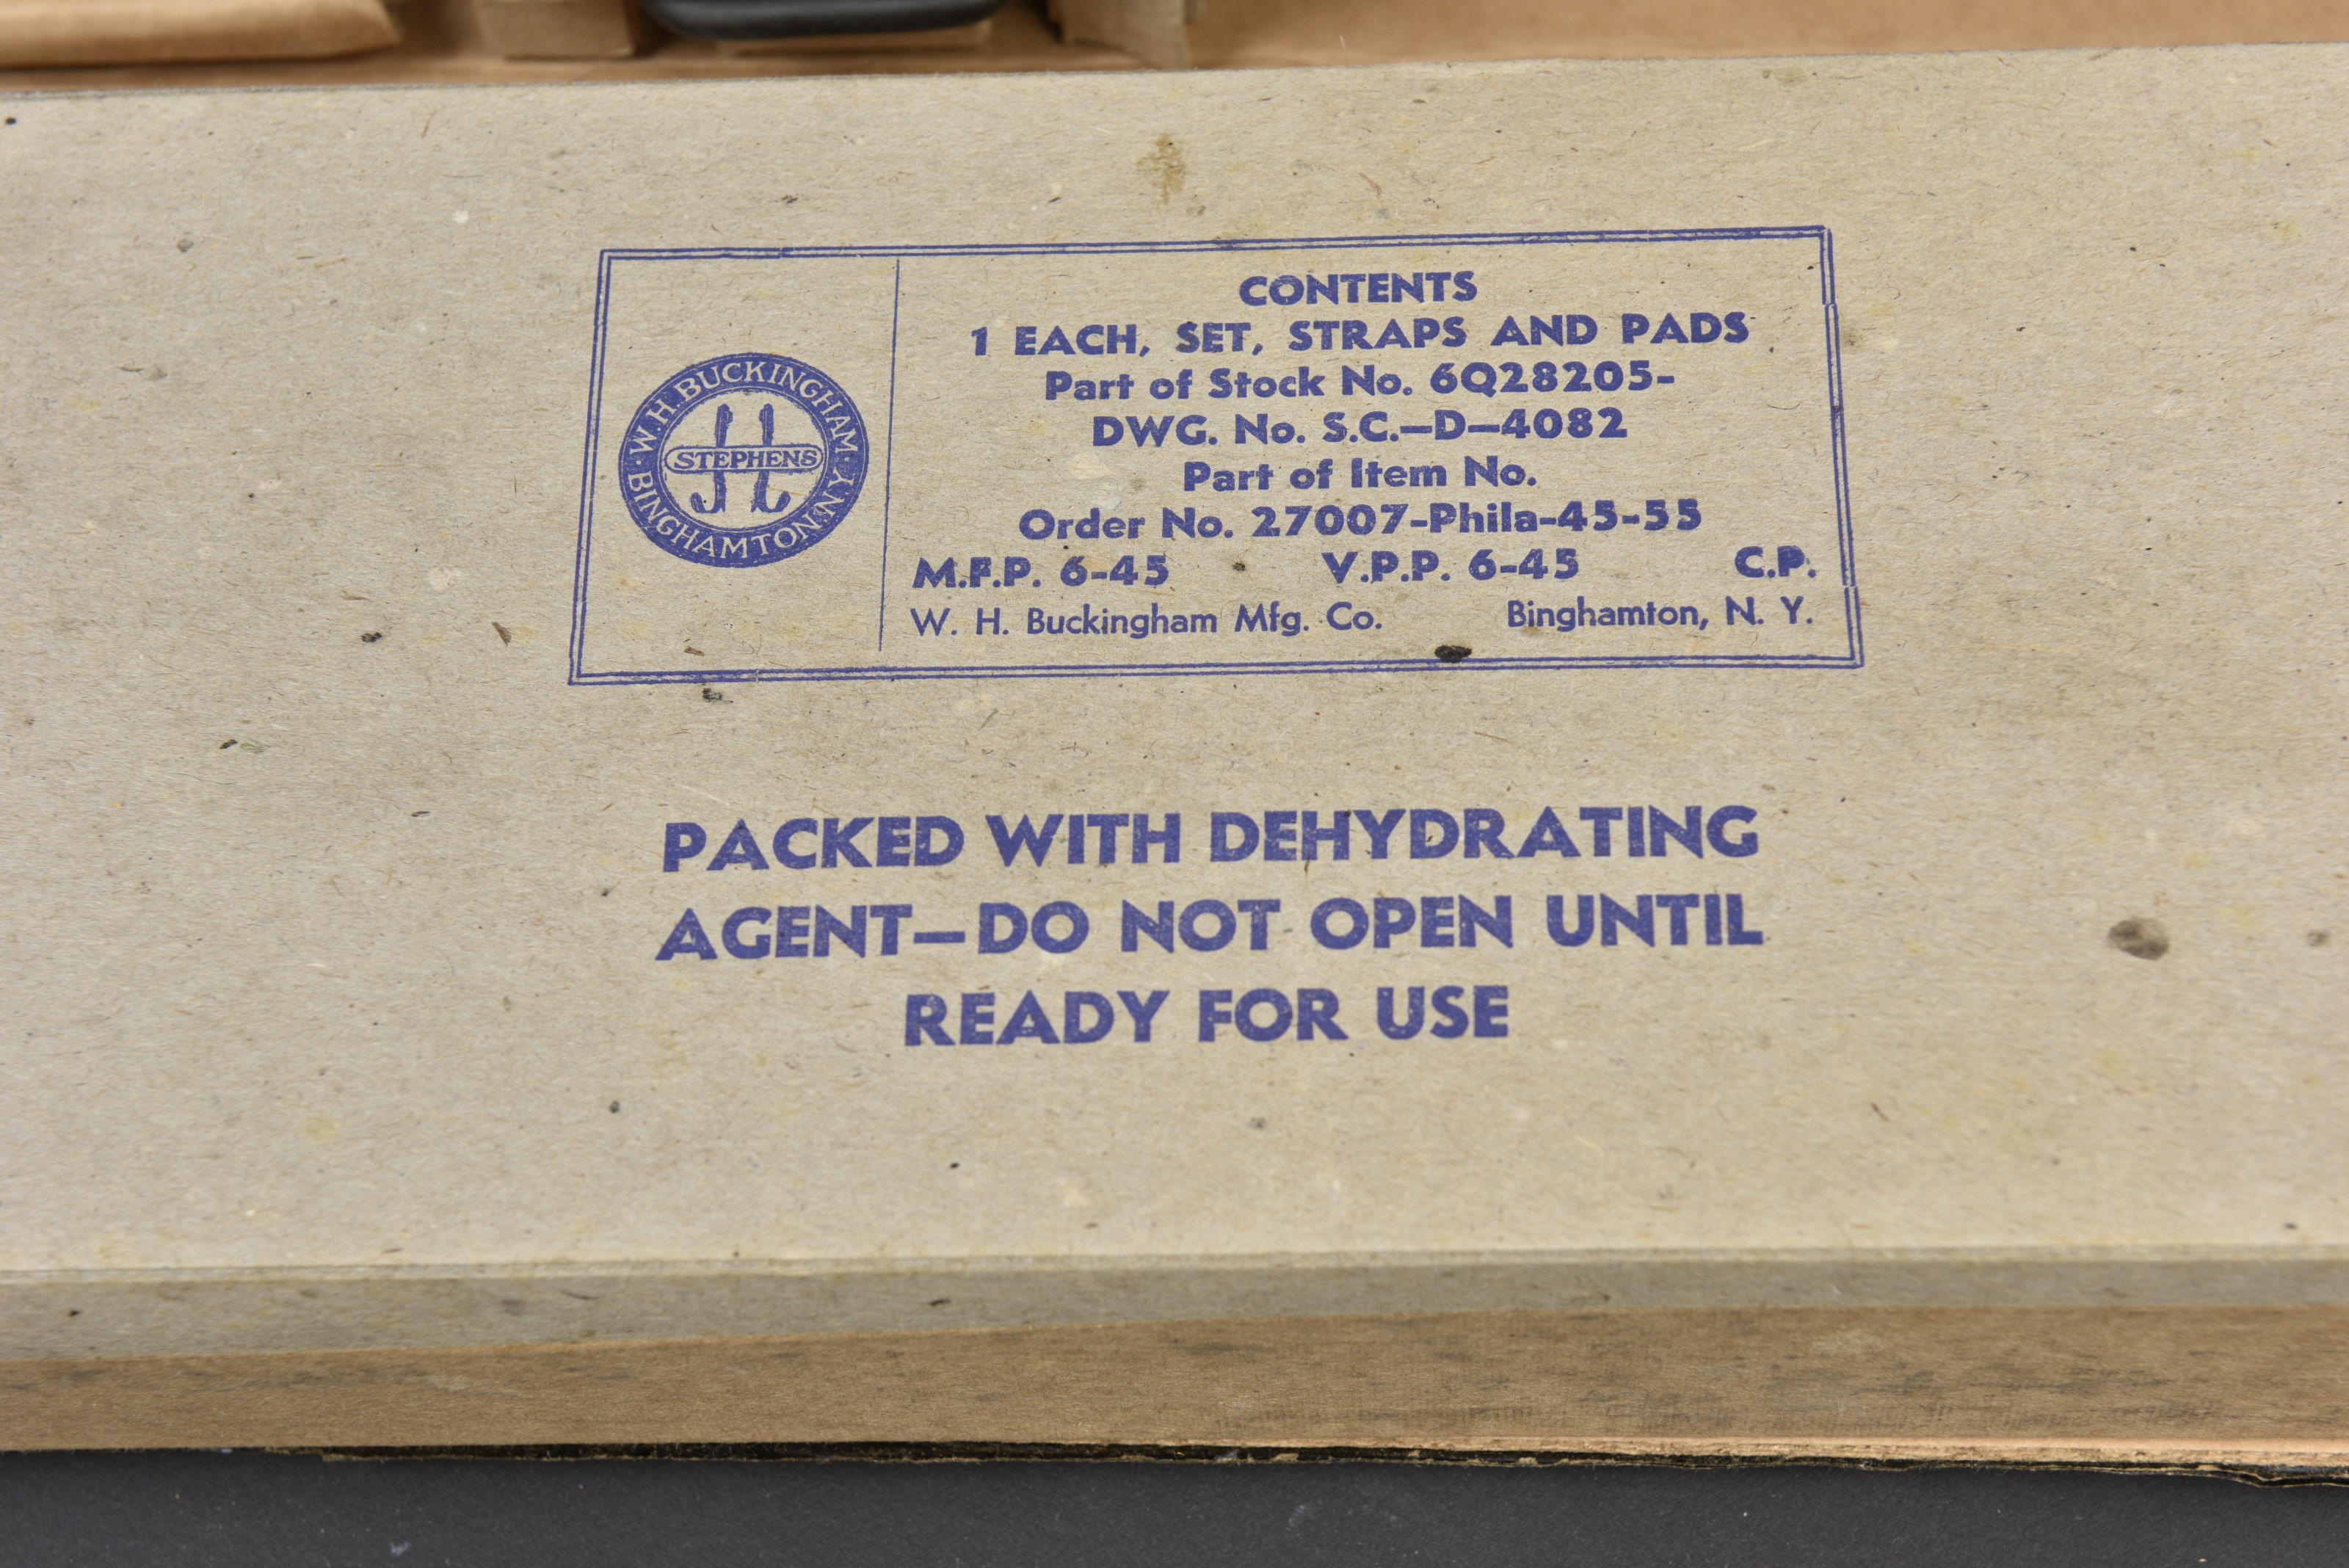 W.H. BUCKINGHAM
STEPHENS
BINGHAMTON, N.Y.
CONTENTS
1 EACH, SET, STRAPS AND PADS
Part of Stock No. 6Q28205-
DWG. No. S.C.—D—4082
Part of Item No.
Order No. 27007-Phila-45-55
M.F.P. 6-45 V.P.P. 6-45 C.P.
W. H. Buckingham Mfg. Co. Binghamton, N. Y.
PACKED WITH DEHYDRATING
AGENT—DO NOT OPEN UNTIL
READY FOR USE